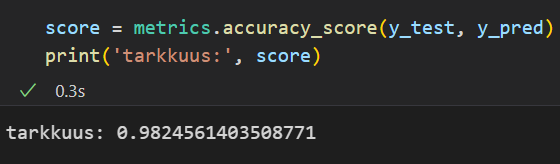 score = metrics.accuracy_score(y_test, y_pred)
print('tarkkuus:', score)
0.3s
tarkkuus: 0.9824561403508771